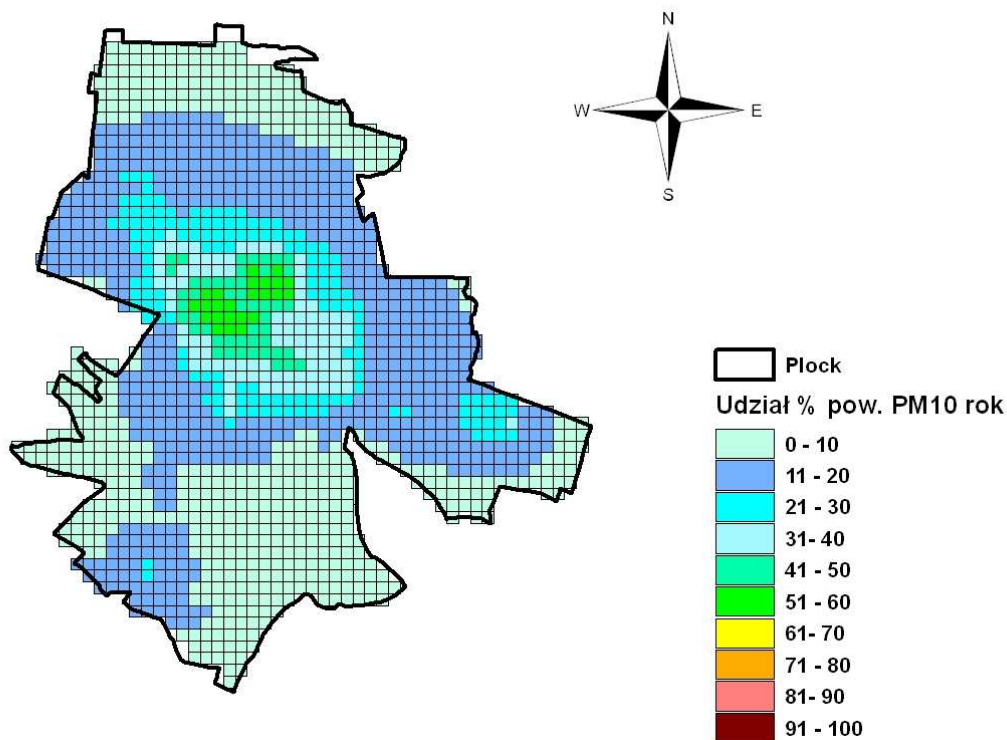 N
W E
S
Plock
Udział % pow. PM10 rok
0 - 10
11 - 20
21 - 30
31- 40
41 - 50
51 - 60
61- 70
71 - 80
81- 90
91 - 100